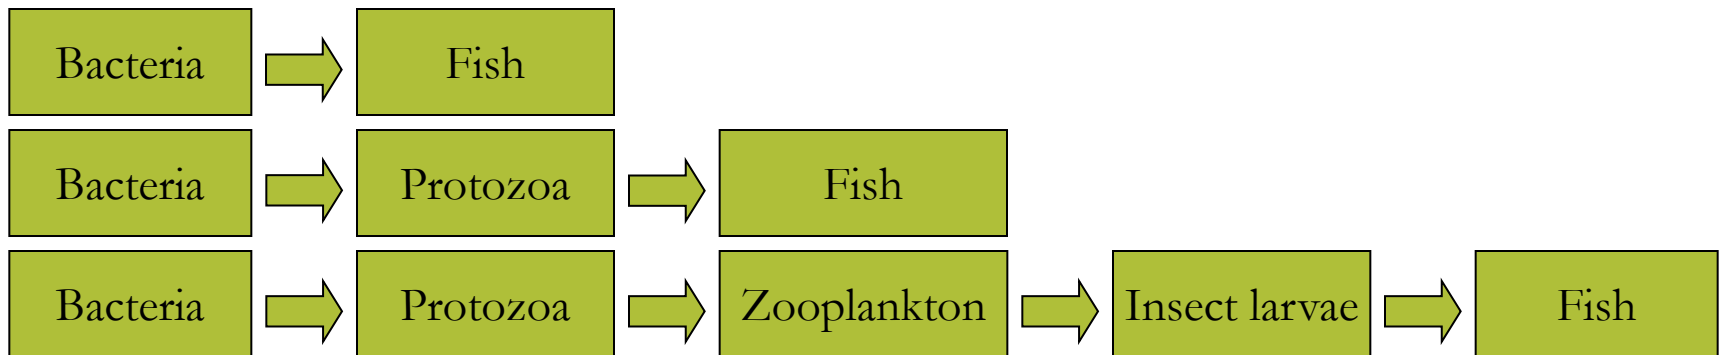 Bacteria Fish
Bacteria Protozoa Fish
Bacteria Protozoa Zooplankton Insect larvae Fish